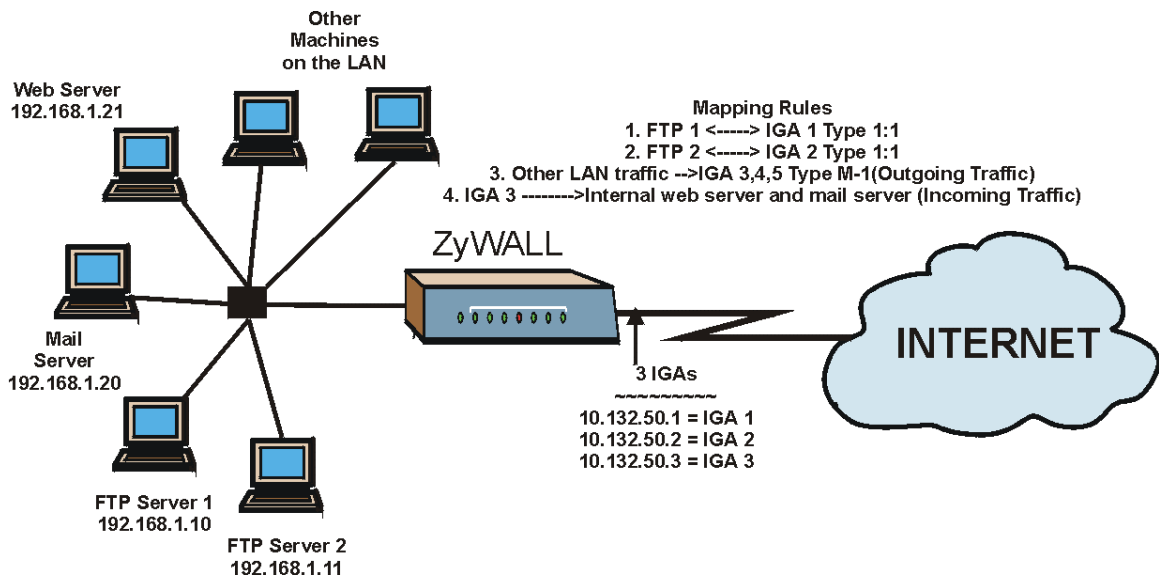 Other
Machines
on the LAN
Web Server
192.168.1.21
Mapping Rules
1. FTP 1 <-----> IGA 1 Type 1:1
2. FTP 2 <-----> IGA 2 Type 1:1
3. Other LAN traffic -->IGA 3,4,5 Type M-1(Outgoing Traffic)
4. IGA 3 -------->Internal web server and mail server (Incoming Traffic)
ZyWALL
INTERNET
Mail
Server
192.168.1.20
3 IGAs
~~~~~~~~~
10.132.50.1 = IGA 1
10.132.50.2 = IGA 2
10.132.50.3 = IGA 3
FTP Server 1
192.168.1.10
FTP Server 2
192.168.1.11